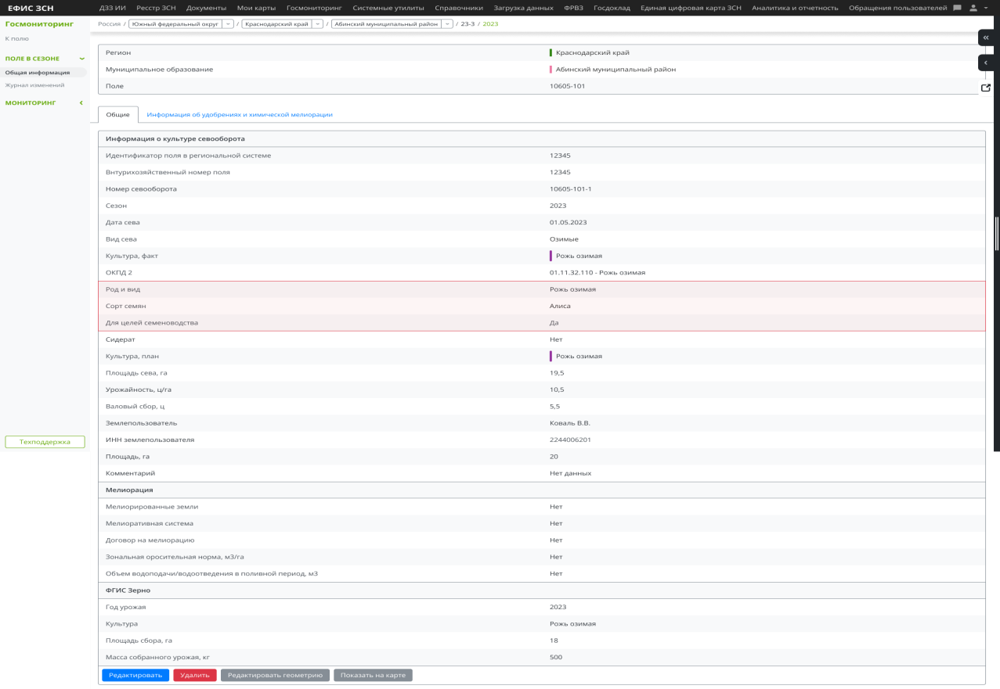 ЕФИС ЗСН ДЗЗ ИИ Реестр ЗСН Документы Мои карты Госмониторинг Системные утилиты Справочники Загрузка данных ФРВЗ Госдоклад Единая цифровая карта ЗСН Аналитика и отчетность Обращения пользователей
Госмониторинг
К полю
ПОЛЕ В СЕЗОНЕ
Общая информация
Журнал изменений
МОНИТОРИНГ
Техподдержка
Россия / Южный федеральный округ / Краснодарский край / Абинский муниципальный район / 23-3 / 2023
Регион Краснодарский край
Муниципальное образование Абинский муниципальный район
Поле 10605-101
Общие Информация об удобрениях и химической мелиорации
Информация о культуре севооборота
Идентификатор поля в региональной системе 12345
Внтурихозяйственный номер поля 12345
Номер севооборота 10605-101-1
Сезон 2023
Дата сева 01.05.2023
Вид сева Озимые
Культура, факт Рожь озимая
ОКПД 2 01.11.32.110 - Рожь озимая
Род и вид Рожь озимая
Сорт семян Алиса
Для целей семеноводства Да
Сидерат Нет
Культура, план Рожь озимая
Площадь сева, га 19,5
Урожайность, ц/га 10,5
Валовый сбор, ц 5,5
Землепользователь Коваль В.В.
ИНН землепользователя 2244006201
Площадь, га 20
Комментарий Нет данных
Мелиорация
Мелиорированные земли Нет
Мелиоративная система Нет
Договор на мелиорацию Нет
Зональная оросительная норма, м3/га Нет
Объем водоподачи/водоотведения в поливной период, м3 Нет
ФГИС Зерно
Год урожая 2023
Культура Рожь озимая
Площадь сбора, га 18
Масса собранного урожая, кг 500
Редактировать Удалить Редактировать геометрию Показать на карте